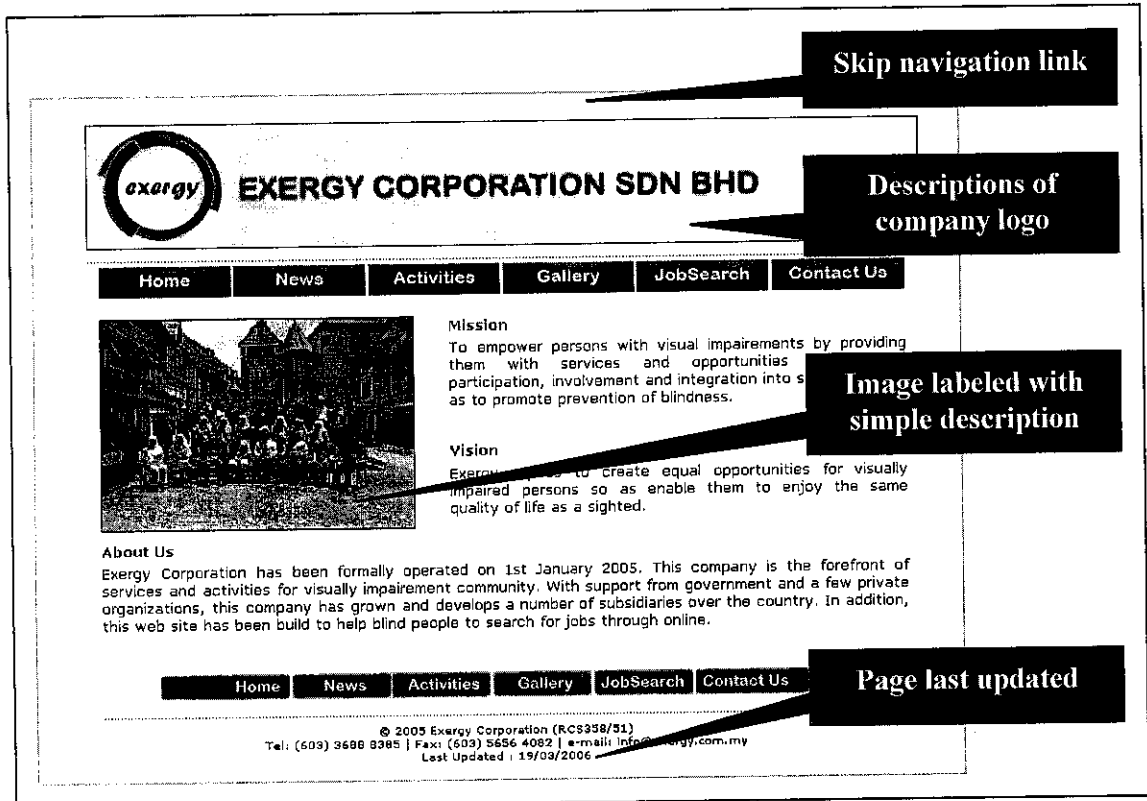 Skip navigation link
exergy
EXERGY CORPORATION SDN BHD
Descriptions of
company logo
Home News Activities Gallery JobSearch Contact Us
Mission
To empower persons with visual impairements by providing
them with services and opportunities
participation, involvement and integration into
as to promote prevention of blindness.
Image labeled with
simple description
Vision
to create equal opportunities for visually
impaired persons so as enable them to enjoy the same
quality of life as a sighted.
About Us
Exergy Corporation has been formally operated on 1st January 2005. This company is the forefront of
services and activities for visually impairement community. With support from government and a few private
organizations, this company has grown and develops a number of subsidiaries over the country. In addition,
this web site has been build to help blind people to search for jobs through online.
Home News Activities Gallery JobSearch Contact Us
Page last updated
© 2005 Exergy Corporation (RCS358/51)
Tel: (603) 3688 8385 | Fax: (603) 5656 4082 | e-mail:
Last Updated : 19/03/2006